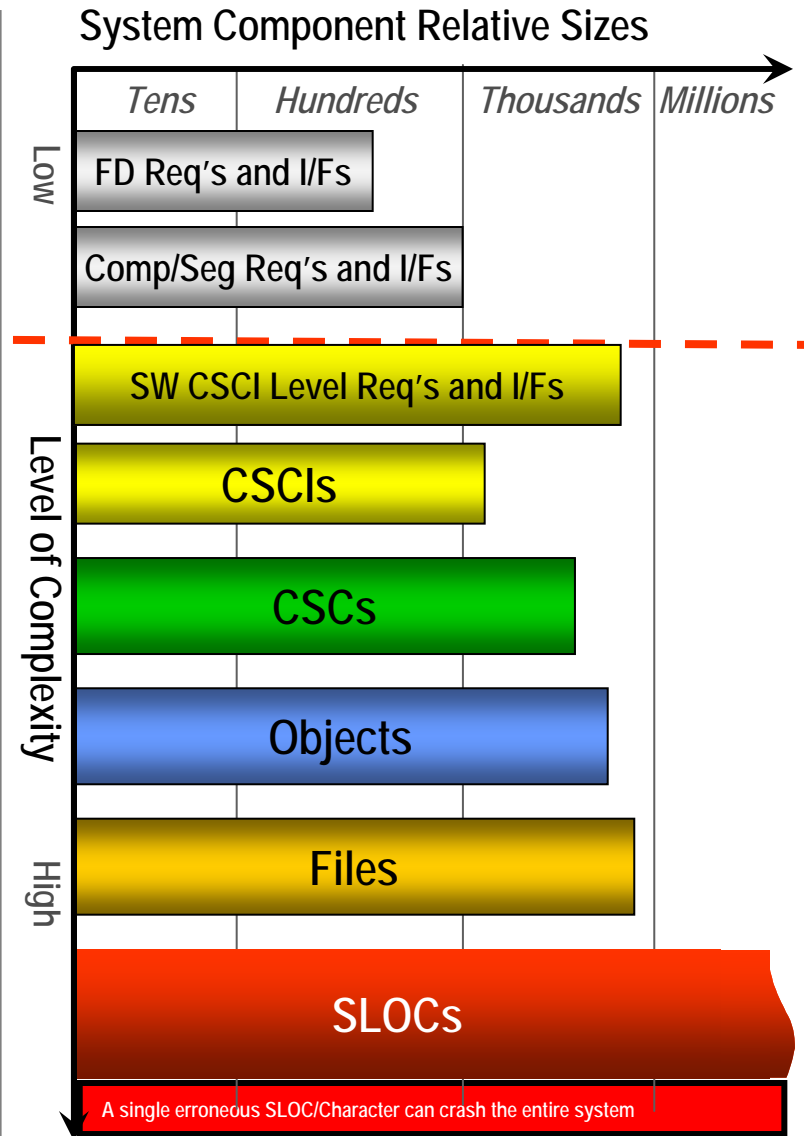 System Component Relative Sizes
Tens Hundreds Thousands Millions
Low
FD Req's and I/Fs
Comp/Seg Req's and I/Fs
SW CSCI Level Req's and I/Fs
CSCIs
Level of Complexity
CSCs
Objects
Files
High
SLOCs
A single erroneous SLOC/Character can crash the entire system